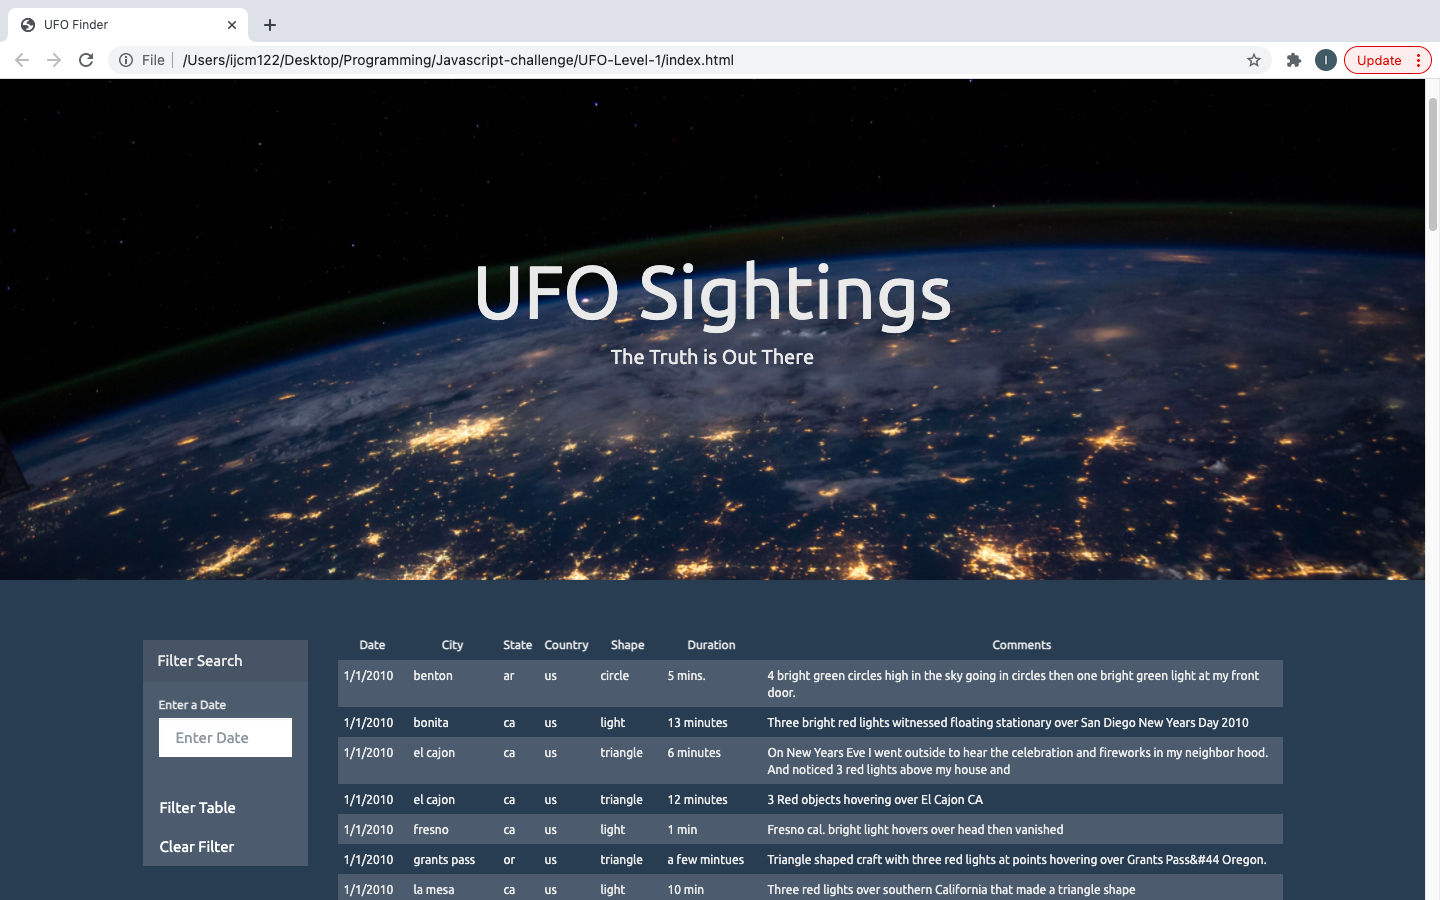 UFO Finder
File /Users/ijcm122/Desktop/Programming/Javascript-challenge/UFO-Level-1/index.html
I
Update
UFO Sightings
The Truth is Out There
Filter Search
Enter a Date
Enter Date
Filter Table
Clear Filter
Date City State Country Shape Duration Comments
1/1/2010 benton ar us circle 5 mins. 4 bright green circles high in the sky going in circles then one bright green light at my front
door.
1/1/2010 bonita ca us light 13 minutes Three bright red lights witnessed floating stationary over San Diego New Years Day 2010
1/1/2010 el cajon ca us triangle 6 minutes On New Years Eve I went outside to hear the celebration and fireworks in my neighbor hood.
And noticed 3 red lights above my house and
1/1/2010 el cajon ca us triangle 12 minutes 3 Red objects hovering over El Cajon CA
1/1/2010 fresno ca us light 1 min Fresno cal. bright light hovers over head then vanished
1/1/2010 grants pass or us triangle a few mintues Triangle shaped craft with three red lights at points hovering over Grants Pass&#44 Oregon.
1/1/2010 la mesa ca us light 10 min Three red lights over southern California that made a triangle shape